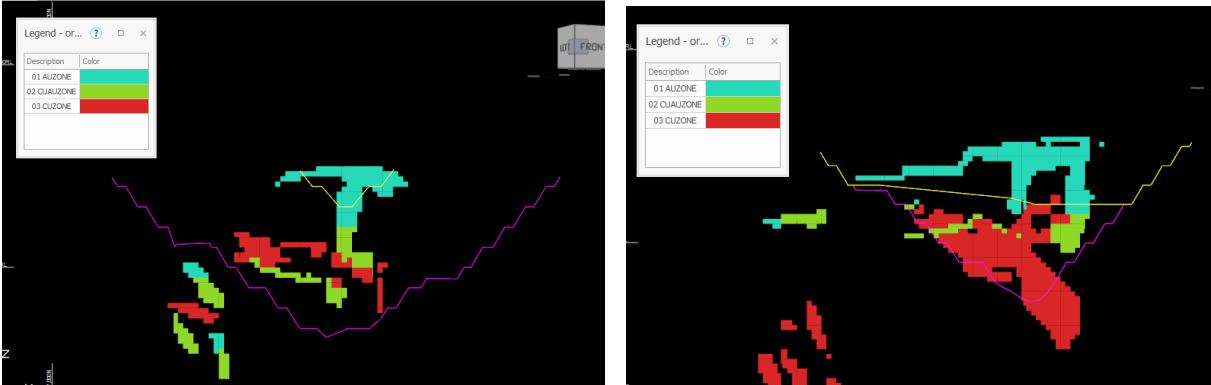 Legend - or... ?
Description Color
01 AUZONE
02 CUAUZONE
03 CUZONE
FRONT
Z
Legend - or... ?
Description Color
01 AUZONE
02 CUAUZONE
03 CUZONE